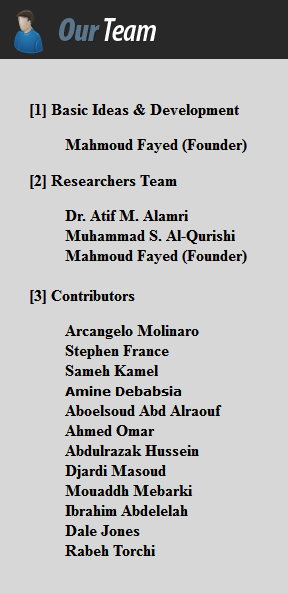 Our Team
[1] Basic Ideas & Development
Mahmoud Fayed (Founder)
[2] Researchers Team
Dr. Atif M. Alamri
Muhammad S. Al-Qurishi
Mahmoud Fayed (Founder)
[3] Contributors
Arcangelo Molinaro
Stephen France
Sameh Kamel
Amine Debabsia
Aboelsoud Abd Alraouf
Ahmed Omar
Abdulrazak Hussein
Djardi Masoud
Mouaddh Mebarki
Ibrahim Abdelelah
Dale Jones
Rabeh Torchi